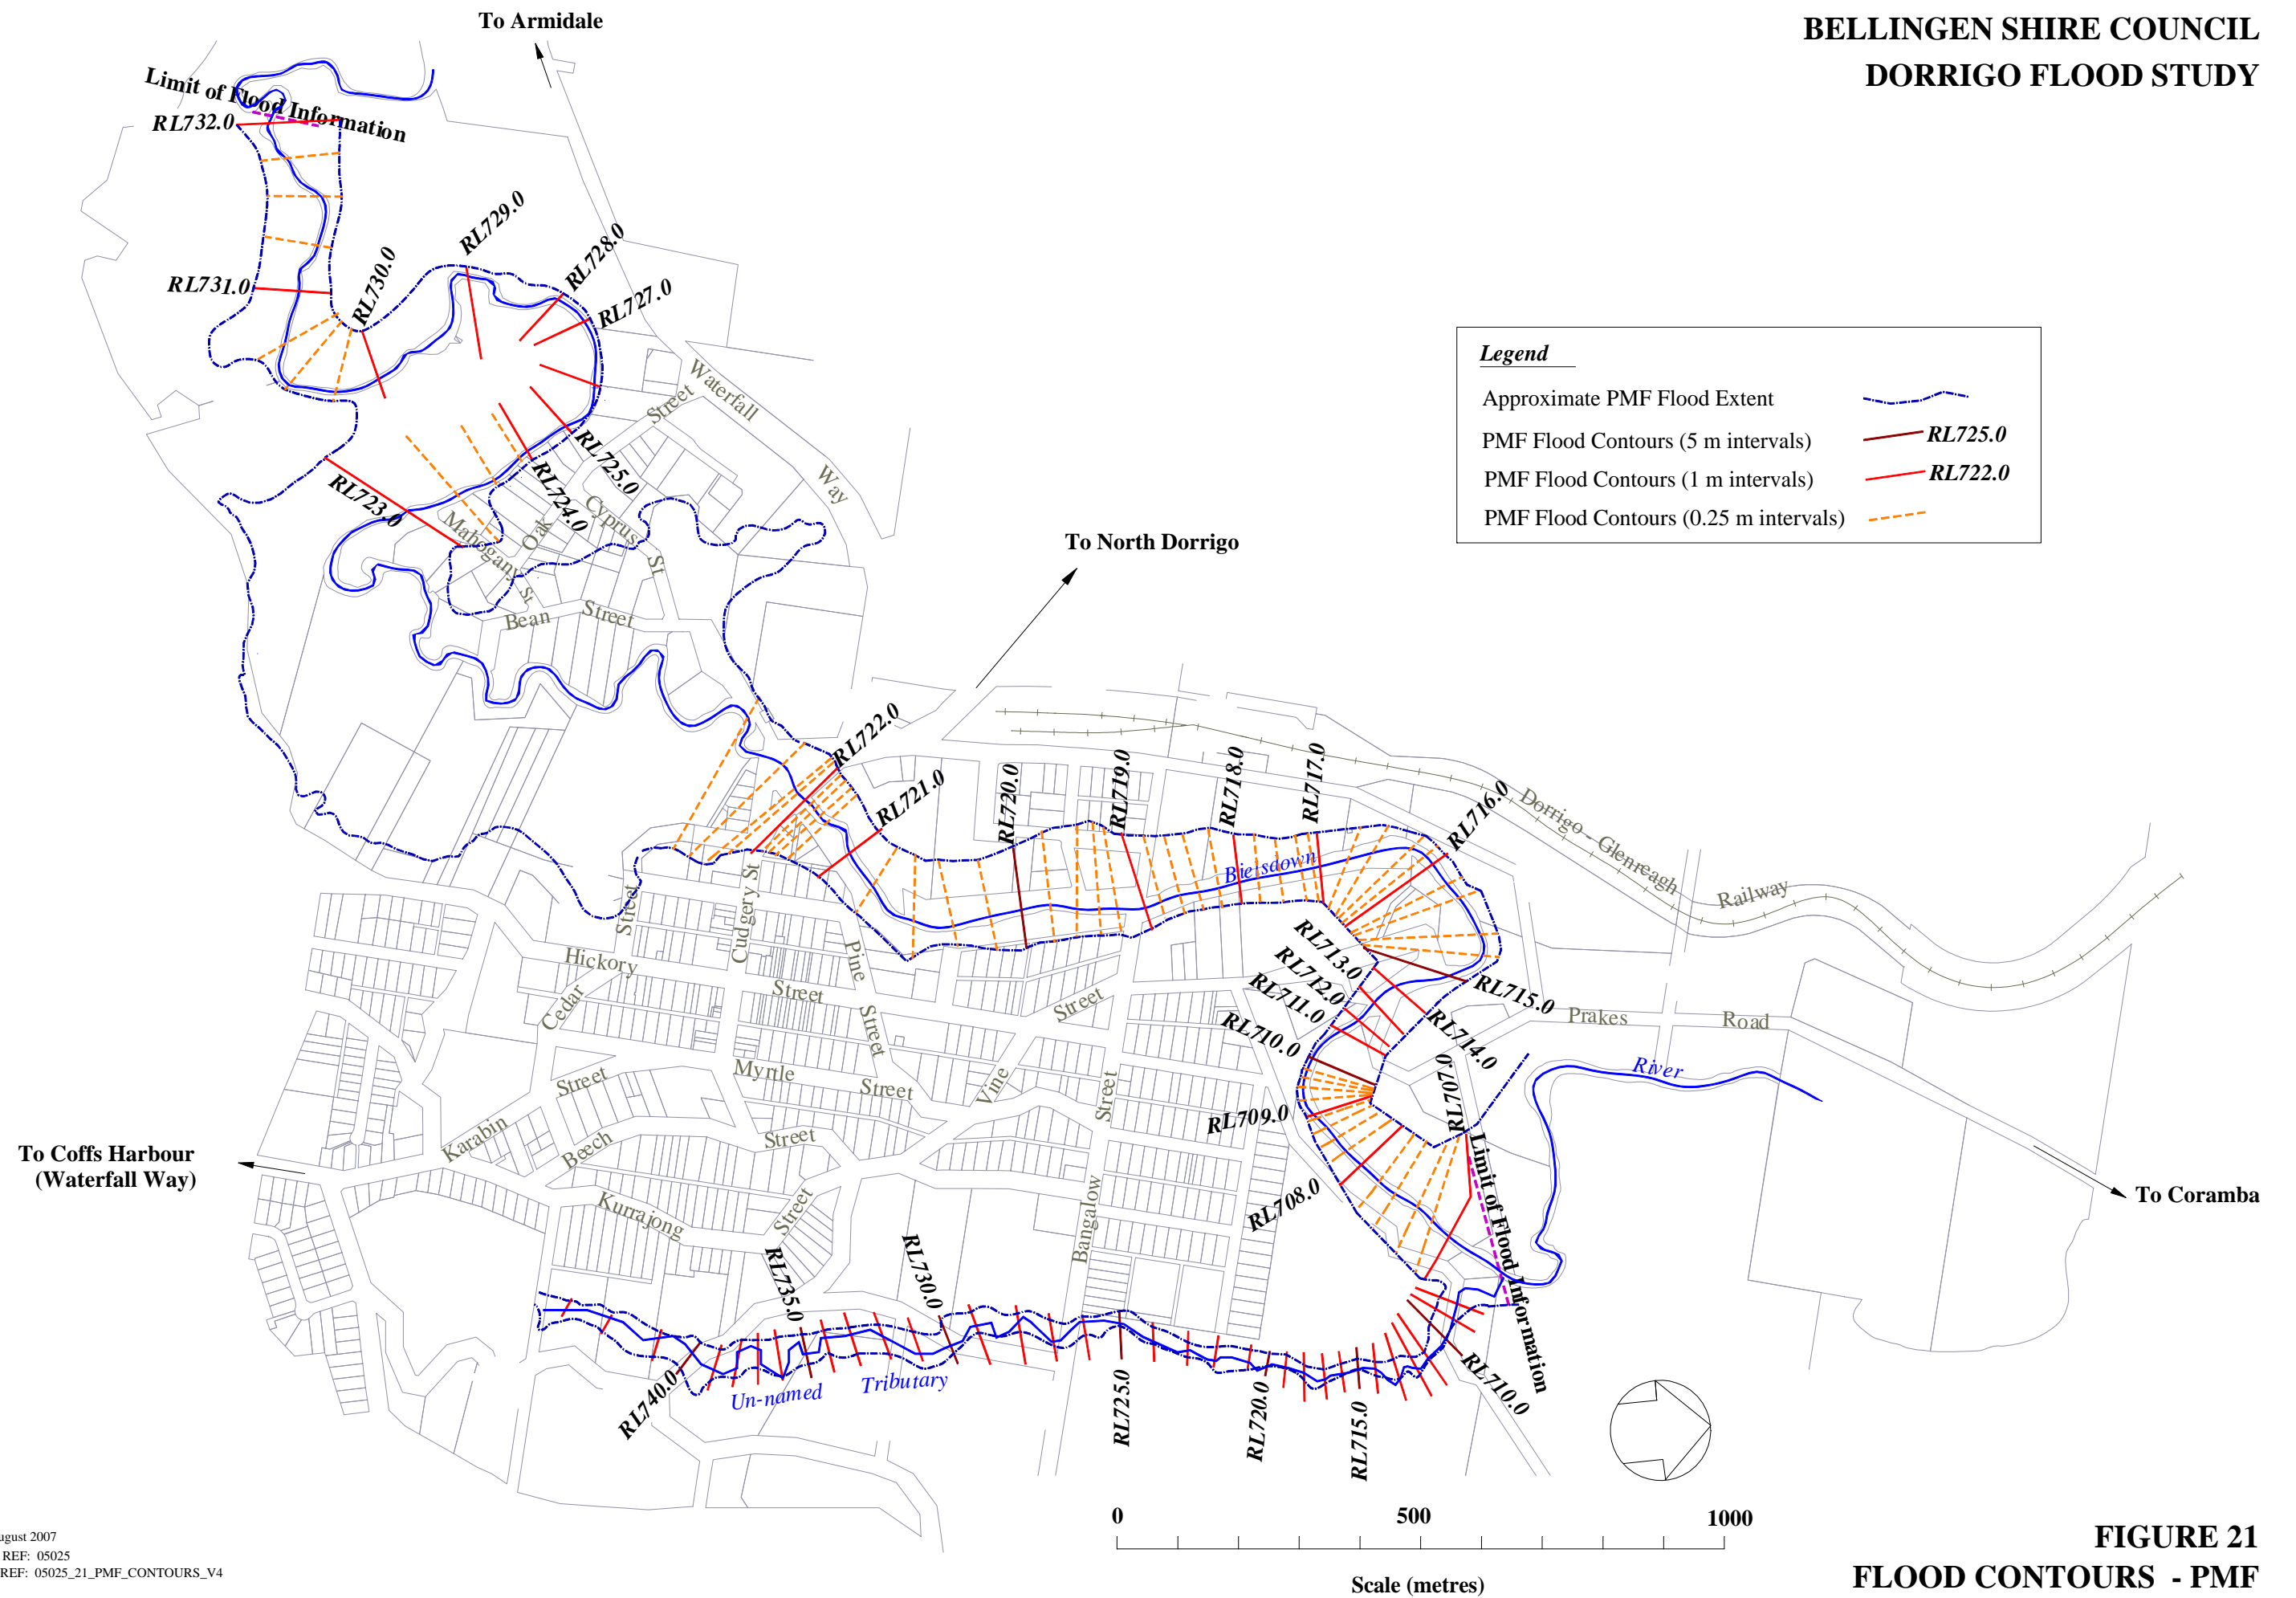 BELLINGEN SHIRE COUNCIL
DORRIGO FLOOD STUDY
To Armidale
Limit of Flood Information
RL732.0
RL731.0
RL730.0
RL729.0
RL728.0
RL727.0
RL725.0
RL724.0
RL723.0
Waterfall
Way
Street
Cyprus
St
Oak
Mahogany
St
Bean Street
Legend
Approximate PMF Flood Extent
PMF Flood Contours (5 m intervals) RL725.0
PMF Flood Contours (1 m intervals) RL722.0
PMF Flood Contours (0.25 m intervals)
To North Dorrigo
RL722.0
RL721.0
RL720.0
RL719.0
RL718.0
RL717.0
RL716.0
Bielsdown
Dorrigo - Glenreagh
Railway
RL715.0
RL714.0
RL713.0
RL712.0
RL711.0
RL710.0
RL709.0
RL708.0
RL707.0
Limit of Flood Information
Prakes Road
River
To Coramba
Street
Cudgery St
Hickory
Street
Street
Cedar
Pine
Street
Myrtle
Street
Vine
Street
Street
Karabin
Beech
Street
Kurrajong
Street
Bangalow
To Coffs Harbour
(Waterfall Way)
RL740.0
RL735.0
RL730.0
RL725.0
RL720.0
RL715.0
RL710.0
Un-named Tributary
0 500 1000
Scale (metres)
ugust 2007
REF: 05025
REF: 05025_21_PMF_CONTOURS_V4
FIGURE 21
FLOOD CONTOURS - PMF